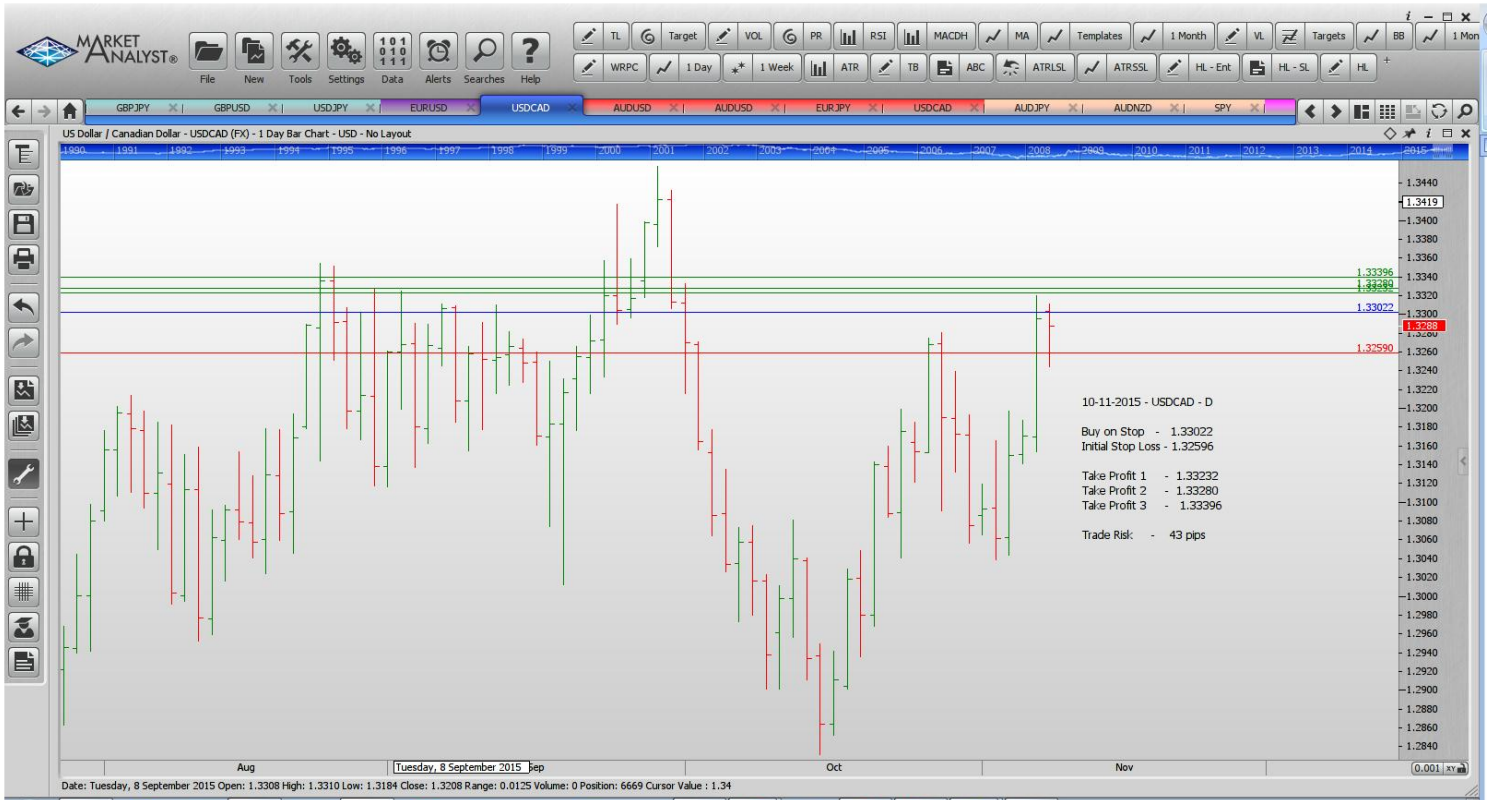 MARKET
ANALYST®
File New Tools Settings Data Alerts Searches Help
TL Target VOL PR RSI MACDH MA Templates 1 Month VL Targets BB 1 Mon
WRPC 1 Day 1 Week ATR TB ABC ATRLSL ATRSSL HL - Ent HL - SL HL +
GBPJPY GBPUSD USDJPY EURUSD USDCAD AUDUSD AUDUSD EURJPY USDCAD AUDJPY AUDNZD SPY
US Dollar / Canadian Dollar - USDCAD (FX) - 1 Day Bar Chart - USD - No Layout
1990 1991 1992 1993 1994 1995 1996 1997 1998 1999 2000 2001 2002 2003 2004 2005 2006 2007 2008 2009 2010 2011 2012 2013 2014 2015
1.3440
1.3419
1.3400
1.3380
1.3360
1.33396
1.3340
1.33280
1.33232
1.3320
1.33022
1.3300
1.3288
1.3280
1.32590
1.3260
1.3240
1.3220
1.3200
1.3180
1.3160
1.3140
1.3120
1.3100
1.3080
1.3060
1.3040
1.3020
1.3000
1.2980
1.2960
1.2940
1.2920
1.2900
1.2880
1.2860
1.2840
10-11-2015 - USDCAD - D
Buy on Stop - 1.33022
Initial Stop Loss - 1.32596
Take Profit 1 - 1.33232
Take Profit 2 - 1.33280
Take Profit 3 - 1.33396
Trade Risk - 43 pips
Aug Tuesday, 8 September 2015 Sep Oct Nov 0.001 XY
Date: Tuesday, 8 September 2015 Open: 1.3308 High: 1.3310 Low: 1.3184 Close: 1.3208 Range: 0.0125 Volume: 0 Position: 6669 Cursor Value : 1.34